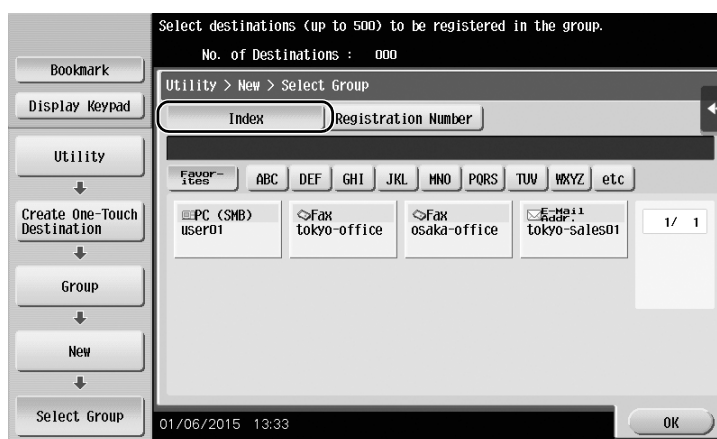 Select destinations (up to 500) to be registered in the group.
No. of Destinations : 000
Bookmark
Display Keypad
Utility
Create One-Touch
Destination
Group
New
Select Group
Utility > New > Select Group
Index
Registration Number
Favor-
ites
ABC
DEF
GHI
JKL
MNO
PQRS
TUV
WXYZ
etc
PC (SMB)
user01
Fax
tokyo-office
Fax
osaka-office
E-Mail
Addr.
tokyo-sales01
1/ 1
01/06/2015 13:33
OK